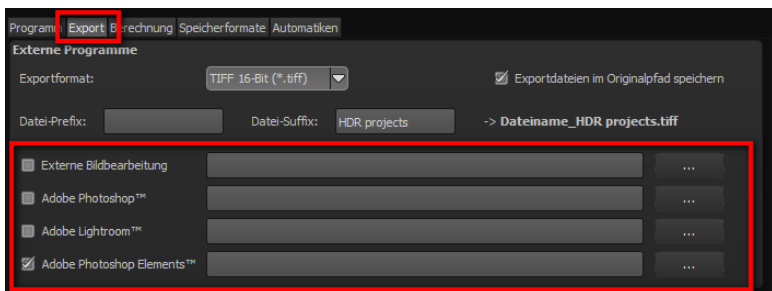 Programm Export Berechnung Speicherformate Automatiken
Externe Programme
Exportformat: TIFF 16-Bit (*.tiff) Exportdateien im Originalpfad speichern
Datei-Prefix: Datei-Suffix: HDR projects -> Dateiname_HDR projects.tiff
Externe Bildbearbeitung ...
Adobe Photoshop™ ...
Adobe Lightroom™ ...
Adobe Photoshop Elements™ ...